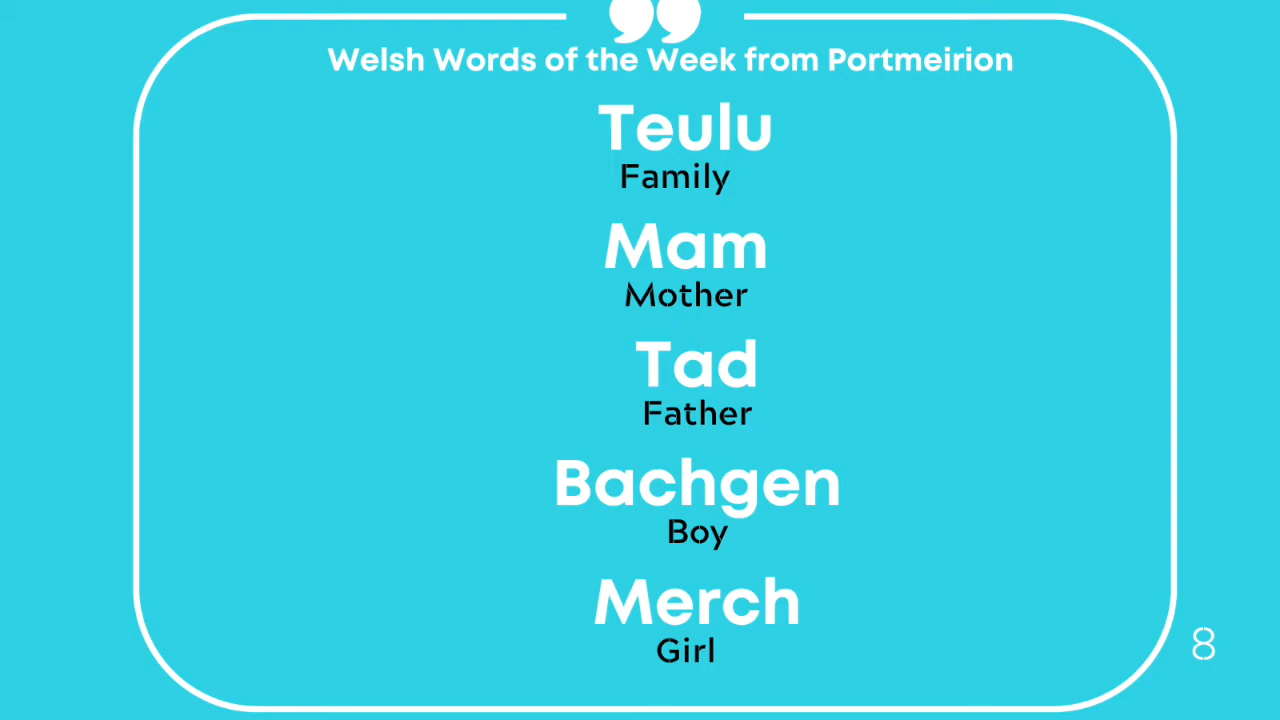 Welsh Words of the Week from Portmeirion
Teulu
Family
Mam
Mother
Tad
Father
Bachgen
Boy
Merch
Girl
8